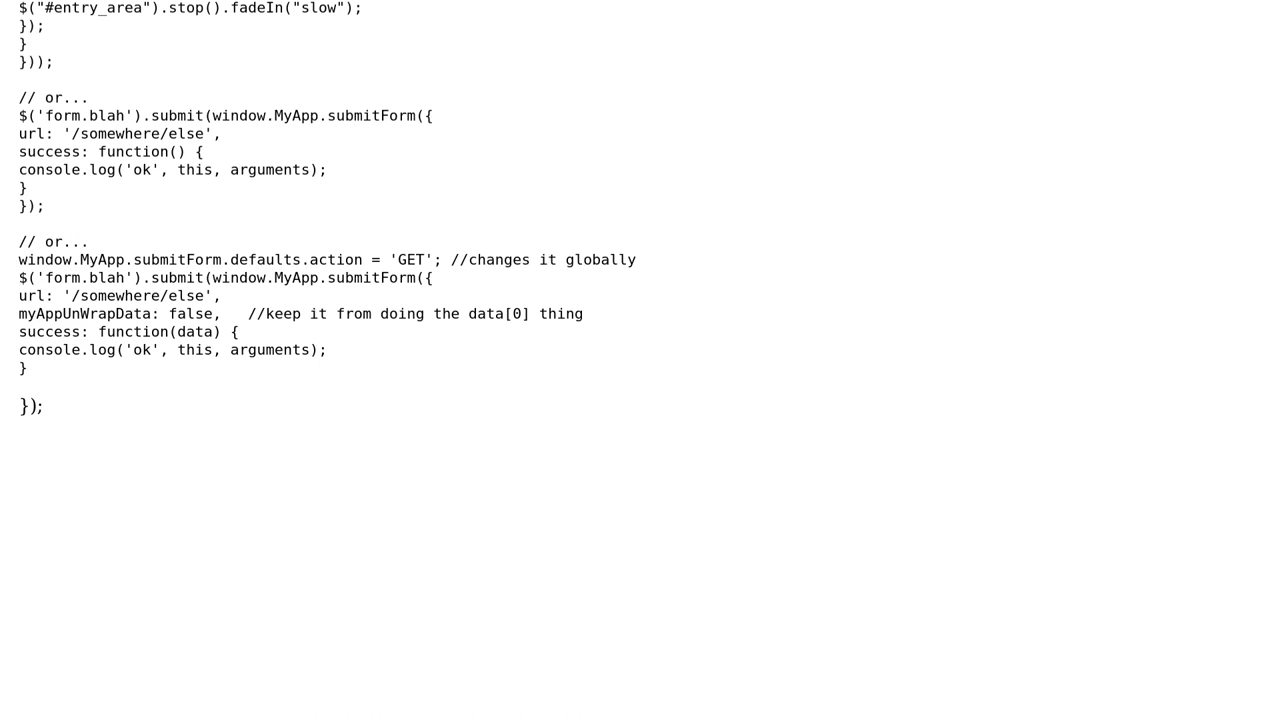 $("#entry_area").stop().fadeIn("slow");
});
}
}));

// or...
$('form.blah').submit(window.MyApp.submitForm({
url: '/somewhere/else',
success: function() {
console.log('ok', this, arguments);
}
});

// or...
window.MyApp.submitForm.defaults.action = 'GET'; //changes it globally
$('form.blah').submit(window.MyApp.submitForm({
url: '/somewhere/else',
myAppUnWrapData: false,   //keep it from doing the data[0] thing
success: function(data) {
console.log('ok', this, arguments);
}

});